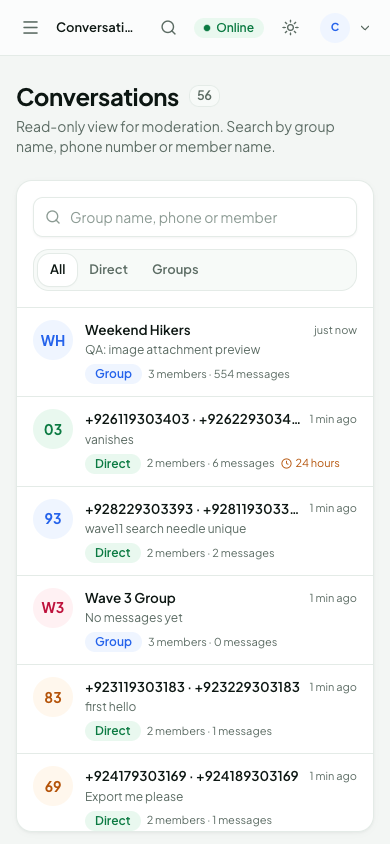 Conversati…
Online
C
Conversations 56
Read-only view for moderation. Search by group
name, phone number or member name.
Group name, phone or member
All Direct Groups
WH
Weekend Hikers just now
QA: image attachment preview
Group 3 members · 554 messages
03
+926119303403 · +9262293034… 1 min ago
vanishes
Direct 2 members · 6 messages 24 hours
93
+928229303393 · +9281193033… 1 min ago
wave11 search needle unique
Direct 2 members · 2 messages
W3
Wave 3 Group 1 min ago
No messages yet
Group 3 members · 0 messages
83
+923119303183 · +923229303183 1 min ago
first hello
Direct 2 members · 1 messages
69
+924179303169 · +924189303169 1 min ago
Export me please
Direct 2 members · 1 messages